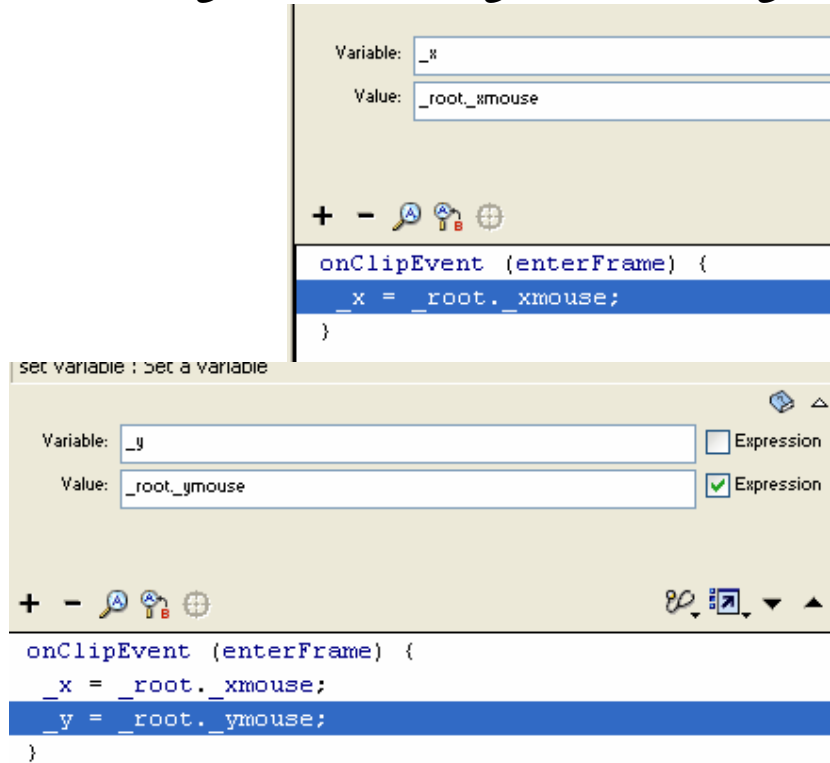 Variable: _x
Value: _root._xmouse
onClipEvent (enterFrame) {
_x = _root._xmouse;
}
set variable : Set a variable
Variable: _y Expression
Value: _root._ymouse Expression
onClipEvent (enterFrame) {
_x = _root._xmouse;
_y = _root._ymouse;
}